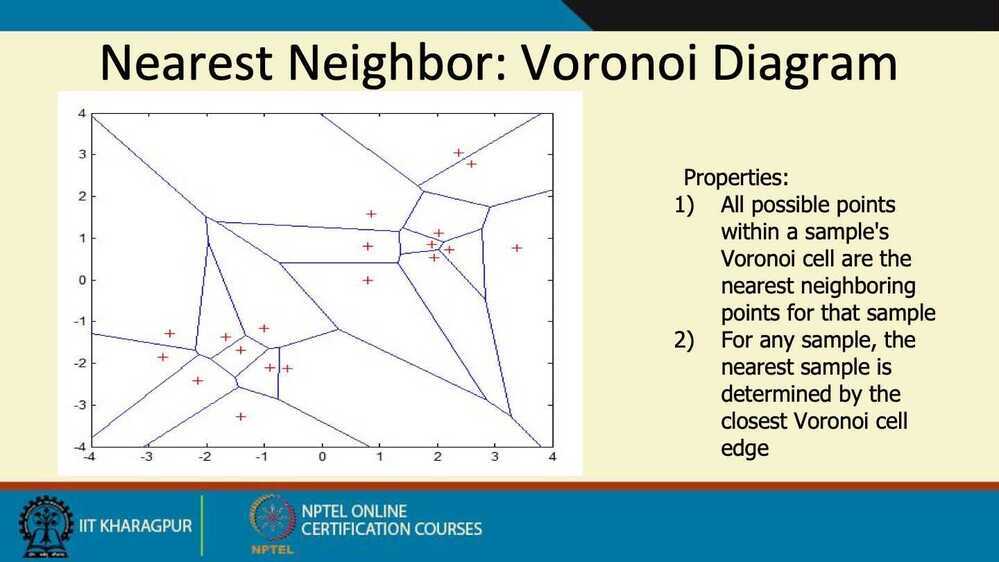 Nearest Neighbor: Voronoi Diagram
4
3
2
1
0
-1
-2
-3
-4
-4
-3
-2
-1
0
1
2
3
4
Properties:
1) All possible points
within a sample's
Voronoi cell are the
nearest neighboring
points for that sample
2) For any sample, the
nearest sample is
determined by the
closest Voronoi cell
edge
IIT KHARAGPUR
NPTEL
NPTEL ONLINE
CERTIFICATION COURSES